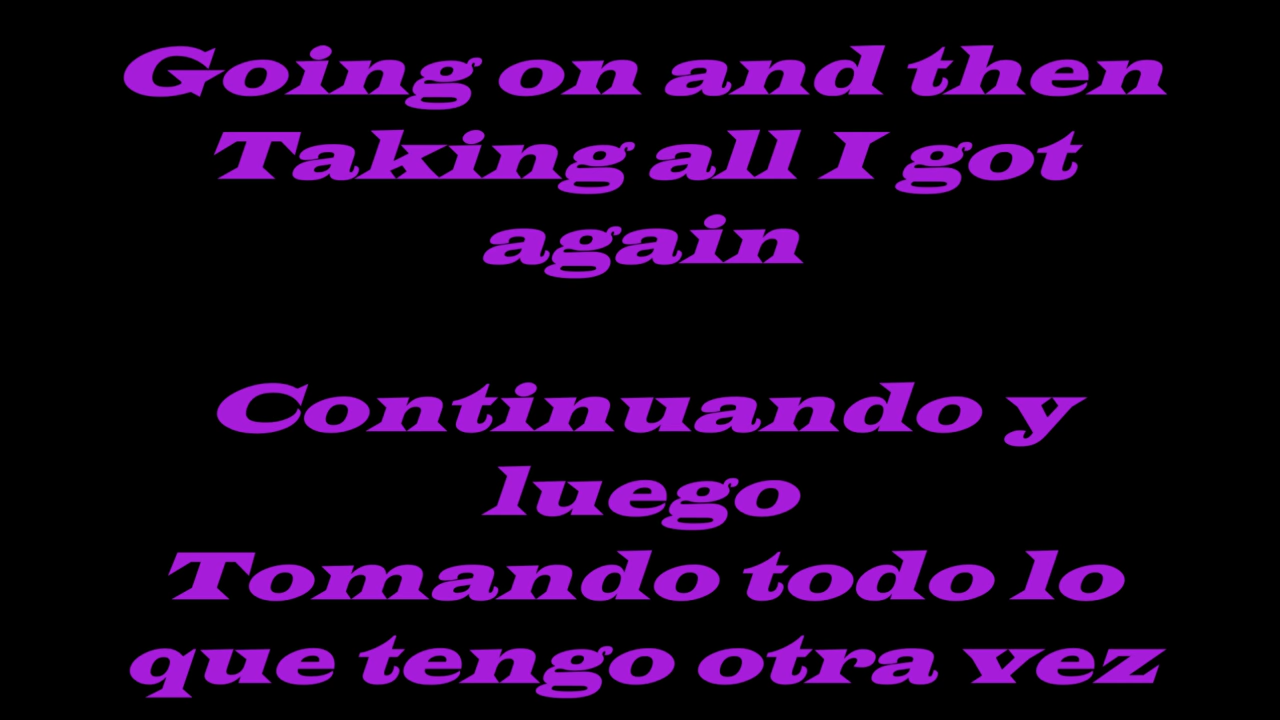 Going on and then
Taking all I got
again
Continuando y
luego
Tomando todo lo
que tengo otra vez